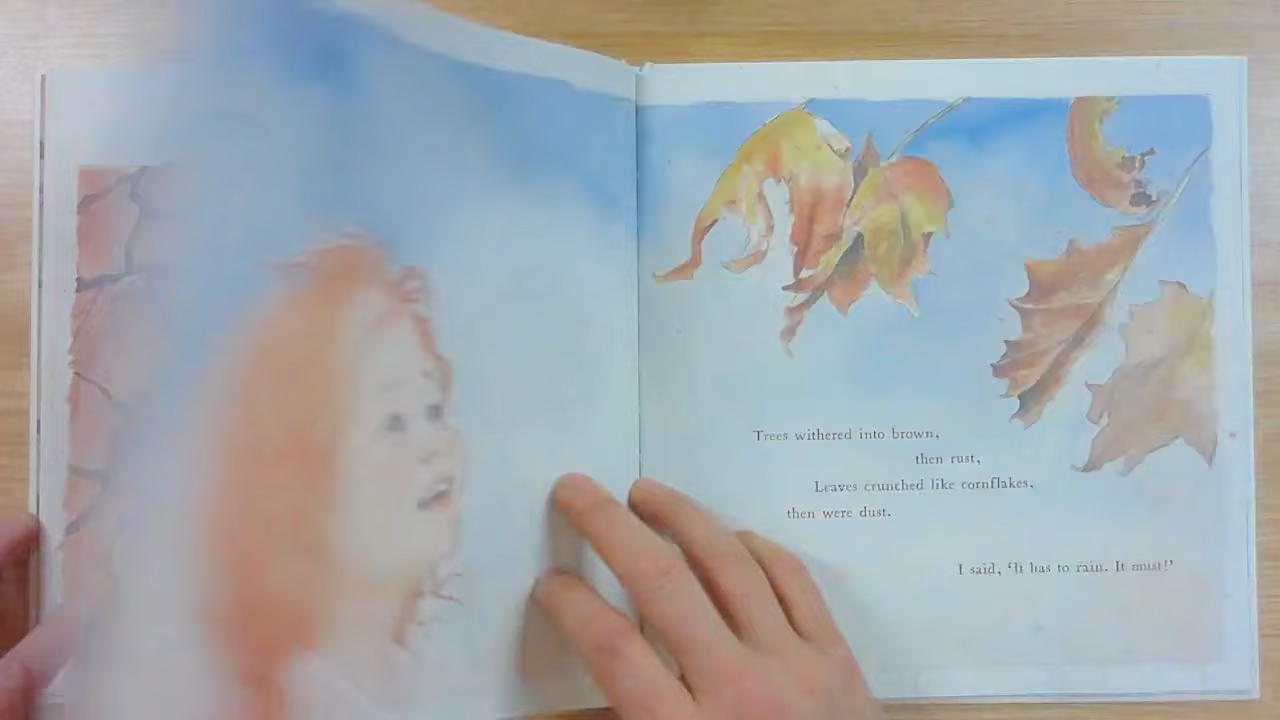 Trees withered into brown,
then rust,
Leaves crunched like cornflakes,
then were dust.
I said, ‘It has to rain. It must!’